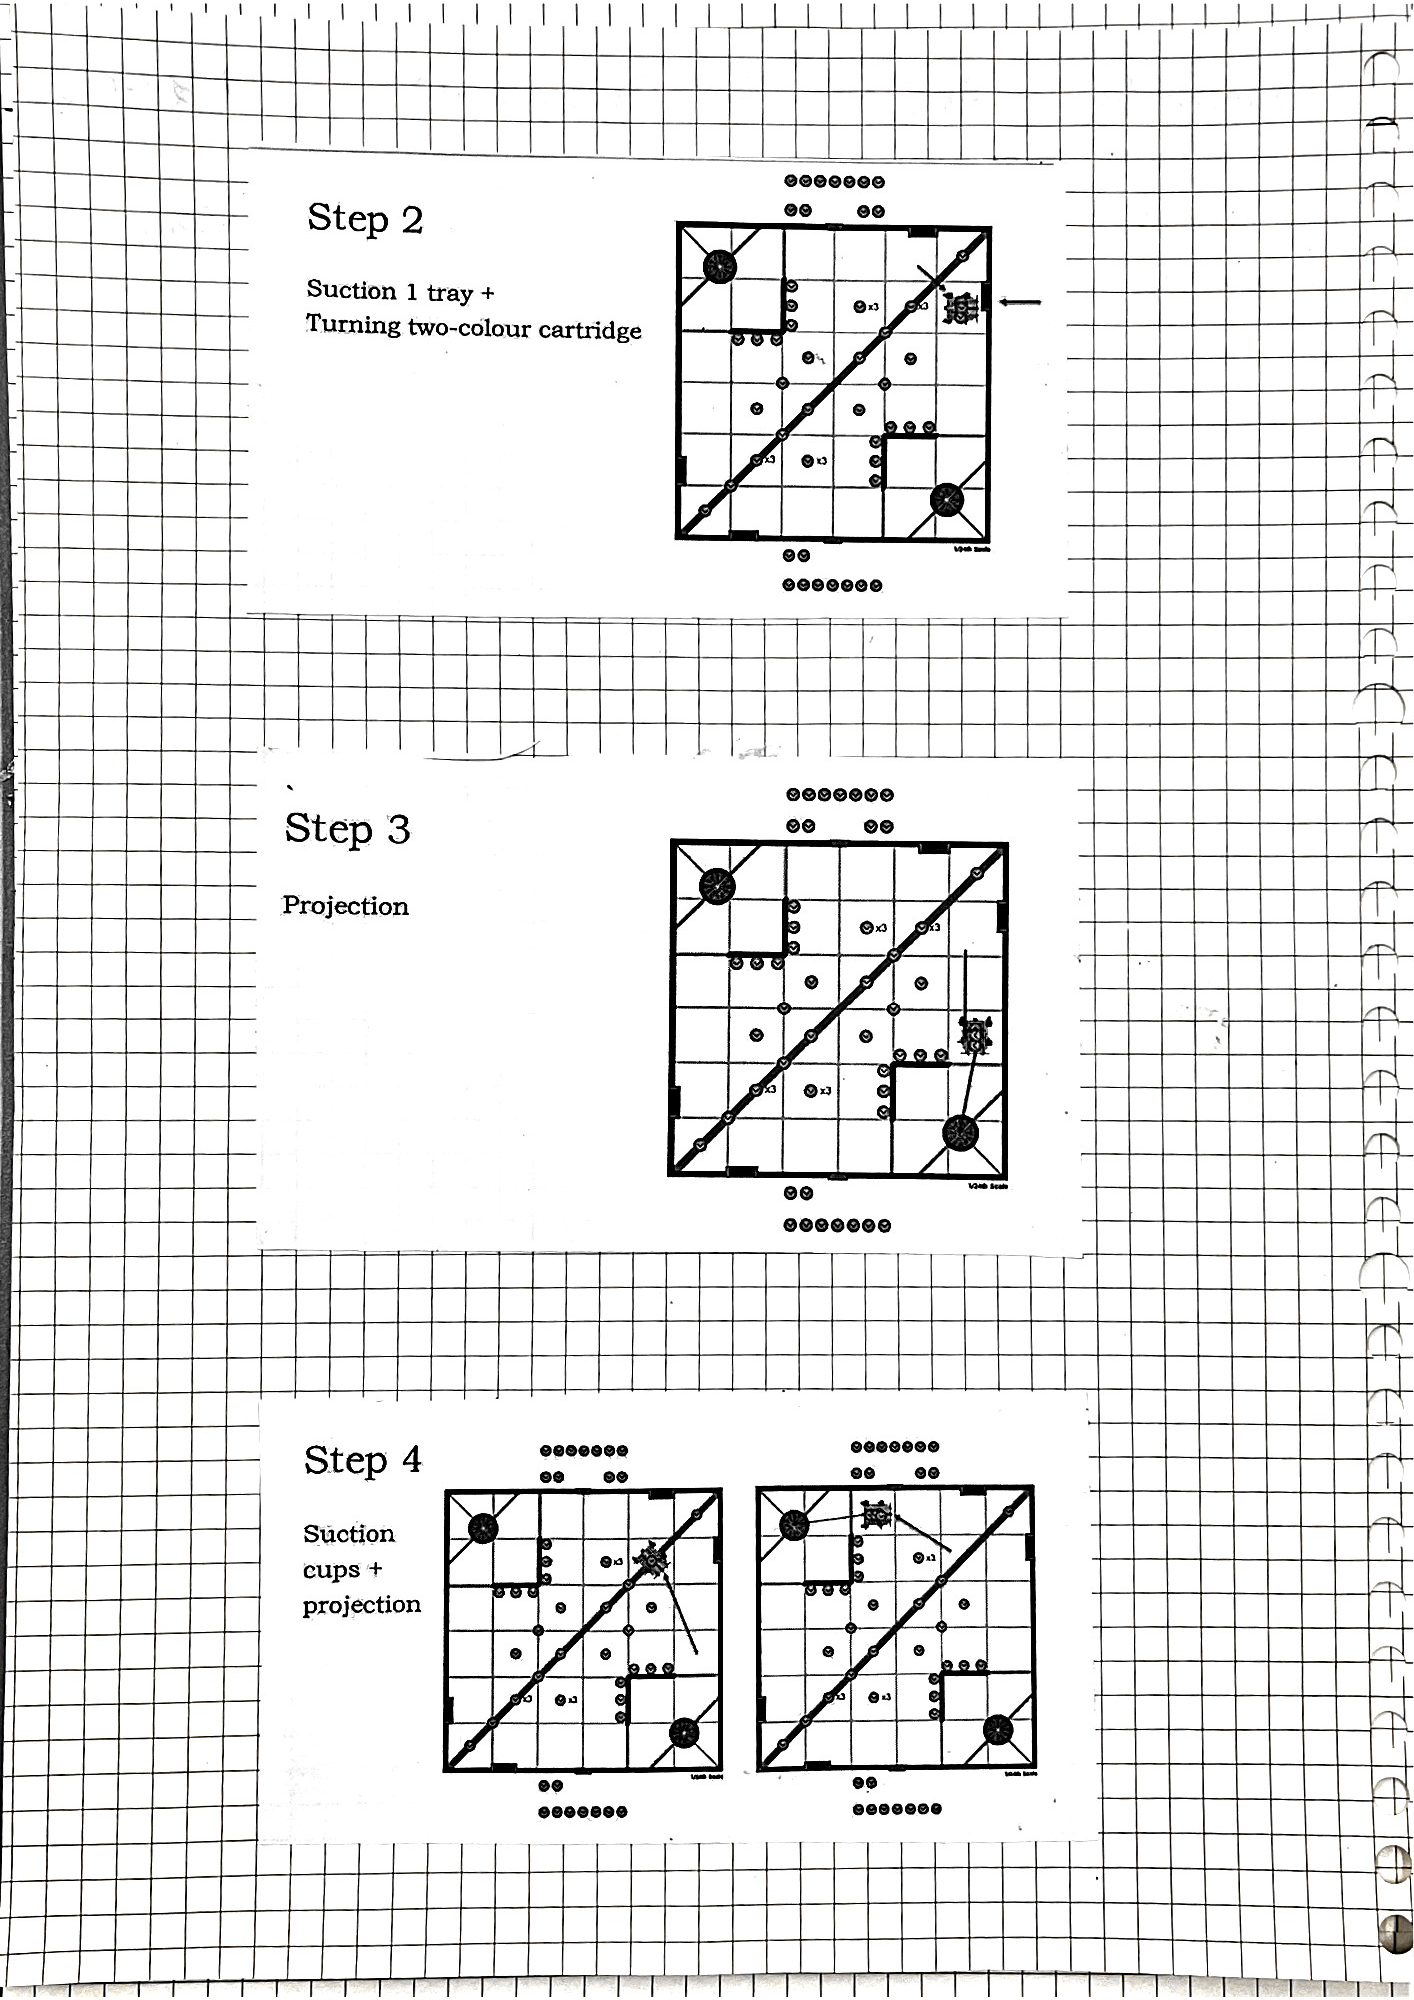 Step 2
Suction 1 tray +
Turning two-colour cartridge
x3
x3
x3
x3
1/24th Scale
Step 3
Projection
x3
x3
x3
x3
1/24th Scale
Step 4
Suction
cups +
projection
x3
x3
x3
1/24th Scale
x3
x3
1/24th Scale